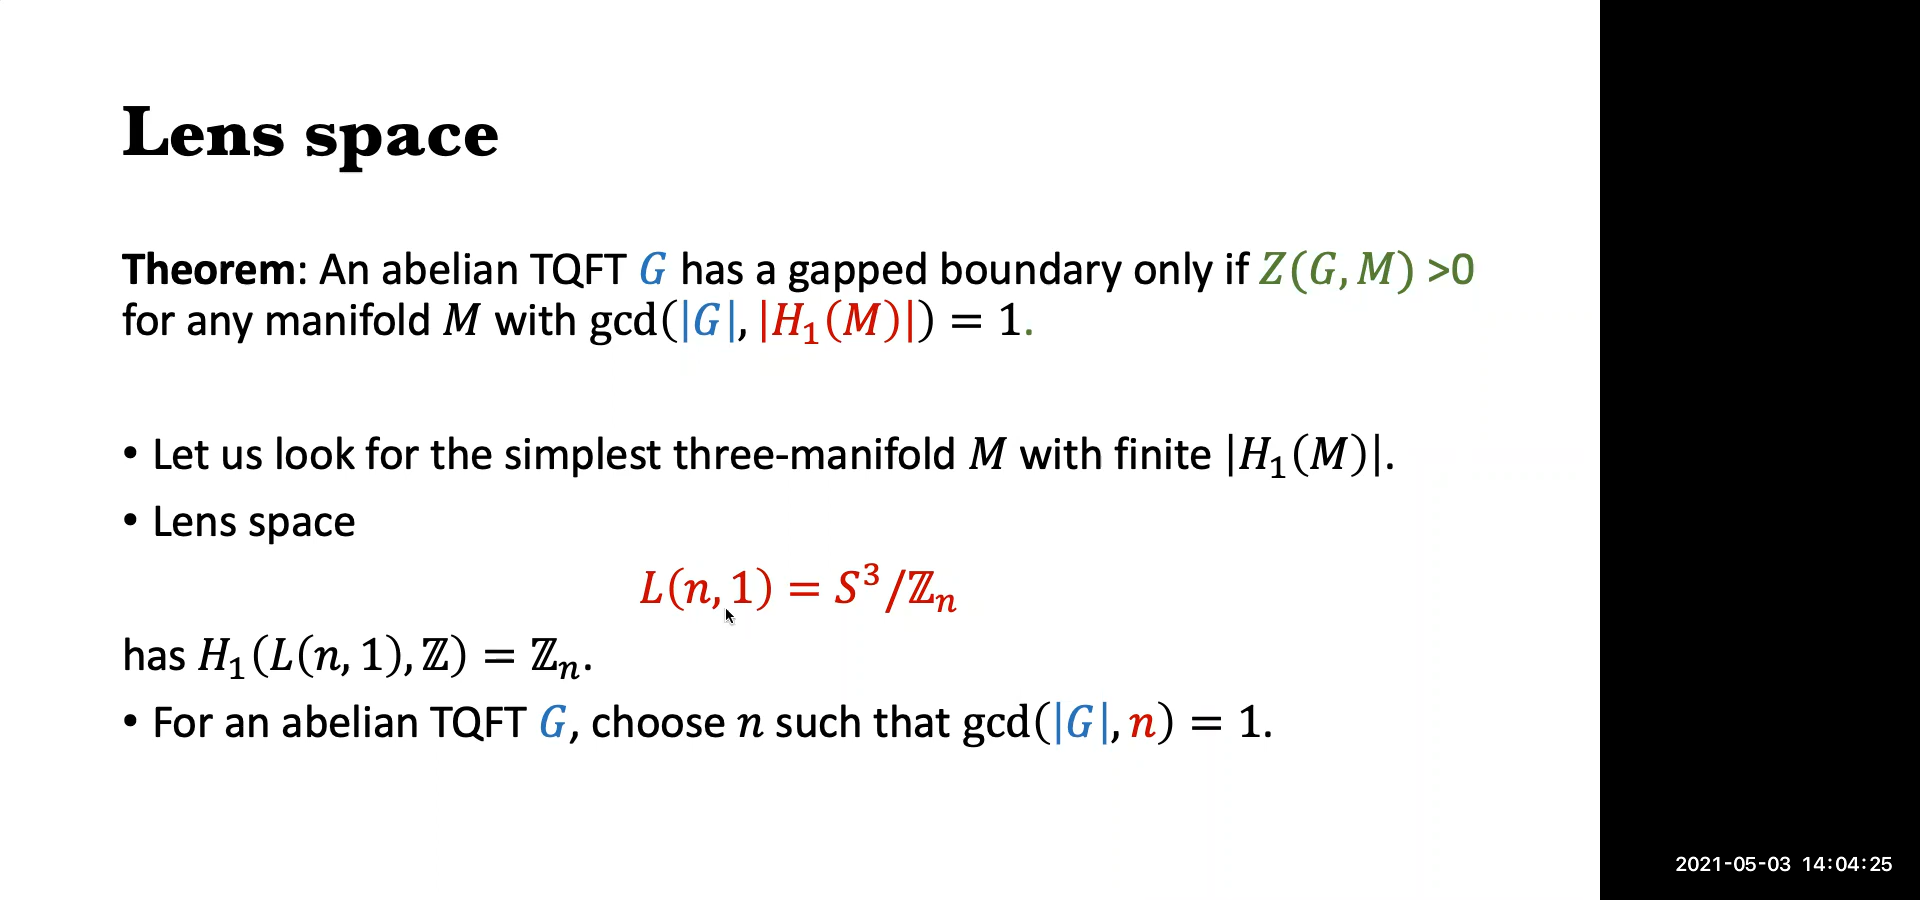 Lens space
Theorem: An abelian TQFT G has a gapped boundary only if Z(G, M) >0
for any manifold M with gcd(|G|, |H₁(M)|) = 1.
• Let us look for the simplest three-manifold M with finite |H₁(M)|.
• Lens space
L(n, 1) = S³/ℤₙ
has H₁(L(n, 1), ℤ) = ℤₙ.
• For an abelian TQFT G, choose n such that gcd(|G|, n) = 1.
2021-05-03 14:04:25